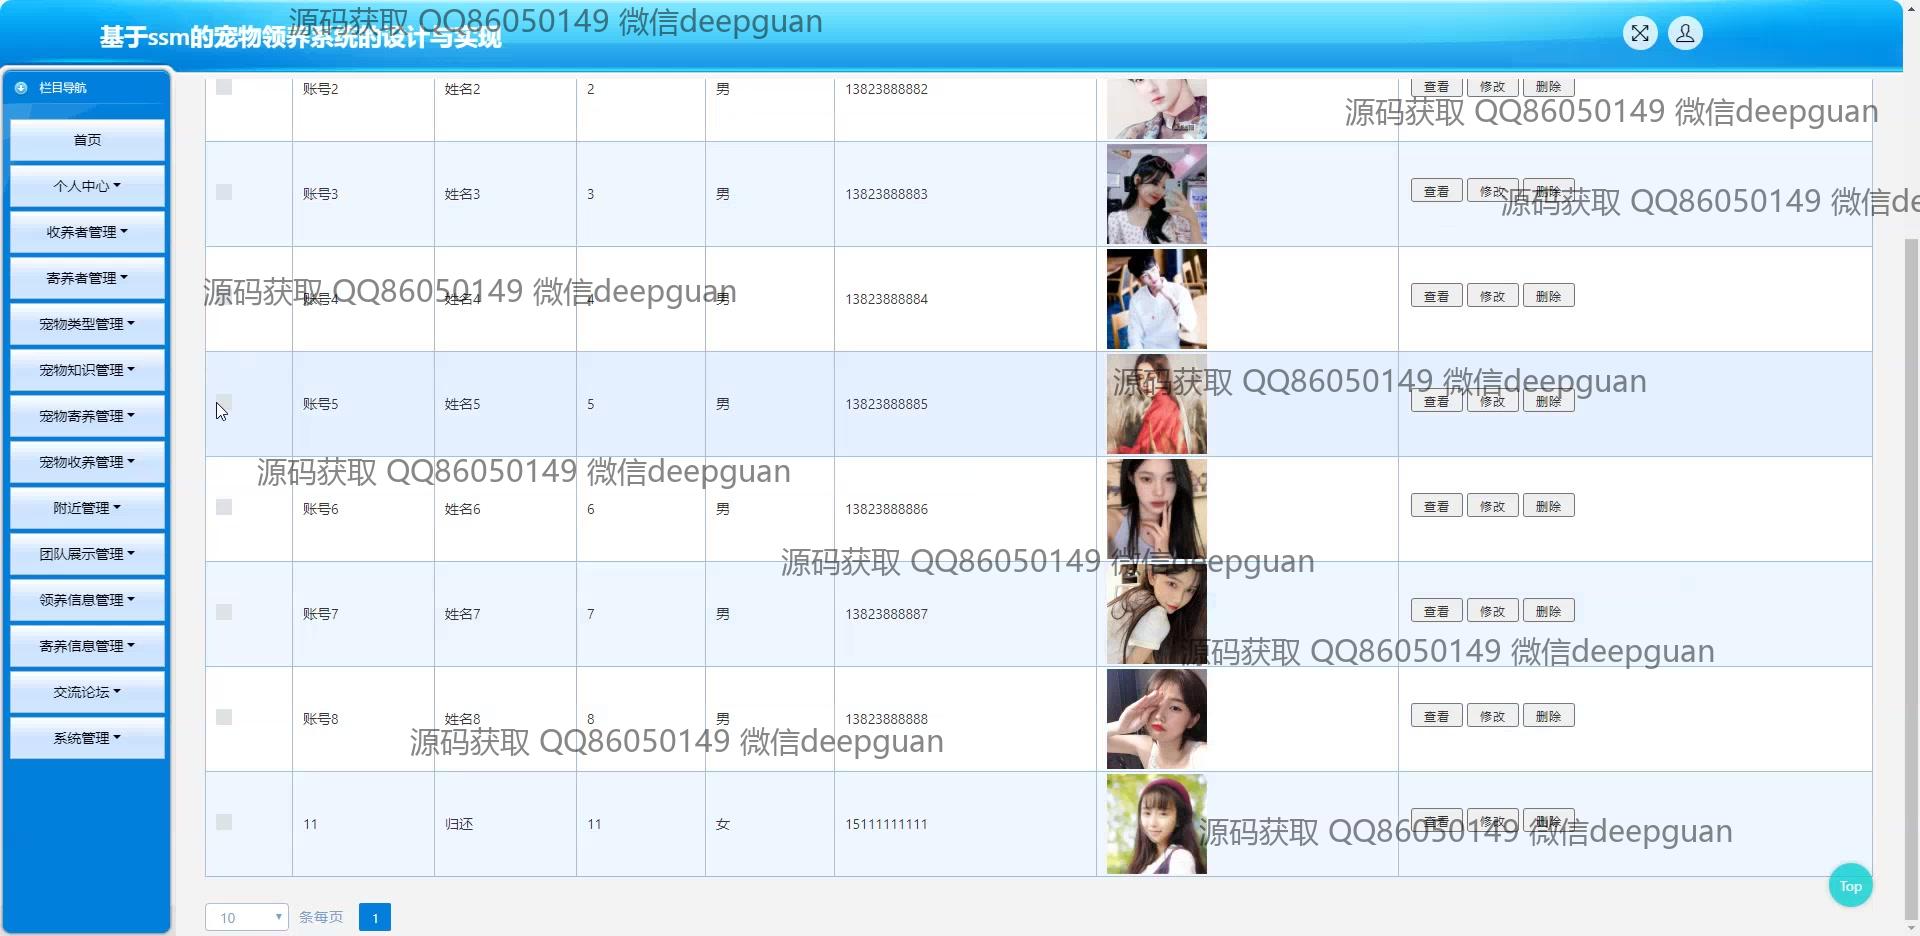 基于ssm的宠物领养系统的设计与实现
源码获取 QQ86050149 微信deepguan
栏目导航
首页
个人中心
收养者管理
寄养者管理
宠物类型管理
宠物知识管理
宠物寄养管理
宠物收养管理
附近管理
团队展示管理
领养信息管理
寄养信息管理
交流论坛
系统管理
账号2 姓名2 2 男 13823888882 查看 修改 删除
源码获取 QQ86050149 微信deepguan
账号3 姓名3 3 男 13823888883 查看 修改 删除
源码获取 QQ86050149 微信de
账号4 姓名4 4 男 13823888884 查看 修改 删除
源码获取 QQ86050149 微信deepguan
源码获取 QQ86050149 微信deepguan
账号5 姓名5 5 男 13823888885 查看 修改 删除
源码获取 QQ86050149 微信deepguan
账号6 姓名6 6 男 13823888886 查看 修改 删除
源码获取 QQ86050149 微信deepguan
账号7 姓名7 7 男 13823888887 查看 修改 删除
源码获取 QQ86050149 微信deepguan
账号8 姓名8 8 男 13823888888 查看 修改 删除
源码获取 QQ86050149 微信deepguan
11 归还 11 女 15111111111 查看 修改 删除
源码获取 QQ86050149 微信deepguan
Top
10 条每页 1